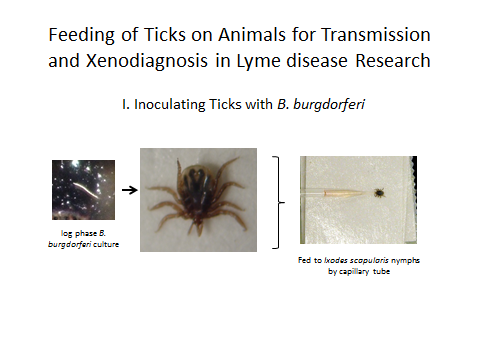 Feeding of Ticks on Animals for Transmission
and Xenodiagnosis in Lyme disease Research
I. Inoculating Ticks with B. burgdorferi
log phase B.
burgdorferi culture
Fed to Ixodes scapularis nymphs
by capillary tube